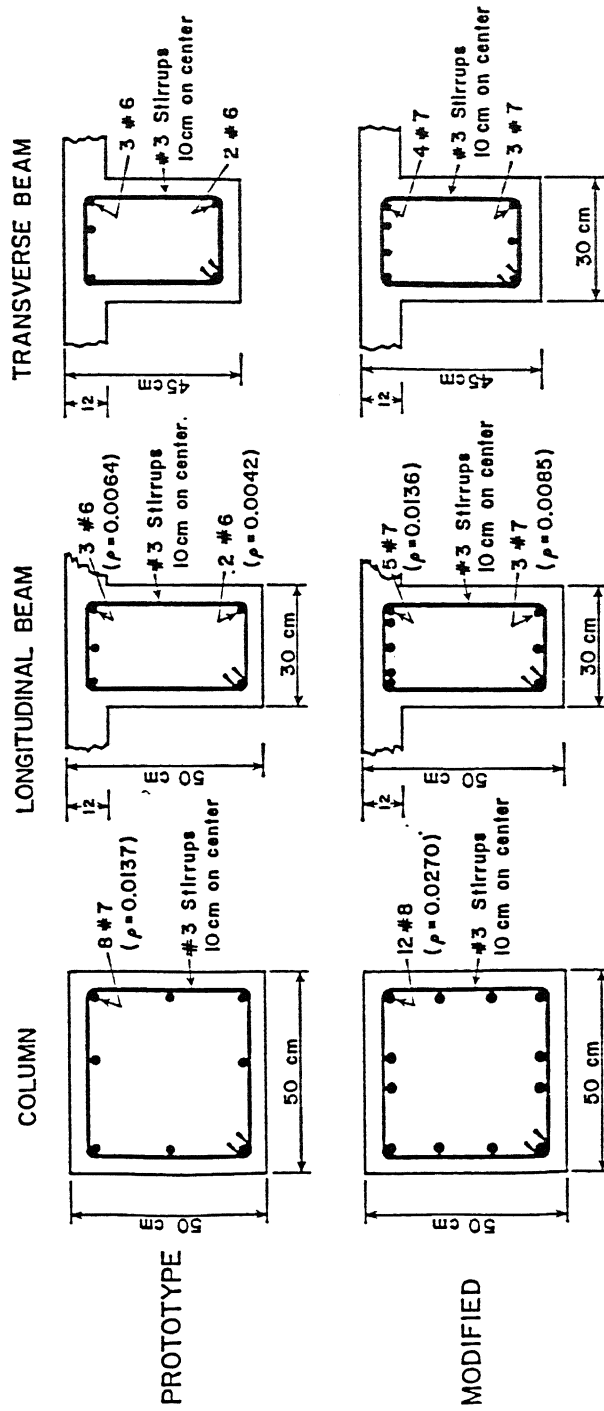 COLUMN
LONGITUDINAL BEAM
TRANSVERSE BEAM
PROTOTYPE
50 cm
50 cm
8 #7
(ρ=0.0137)
#3 Stirrups
10 cm on center
12
50 cm
30 cm
3 #6
(ρ=0.0064)
#3 Stirrups
10 cm on center.
2 #6
(ρ=0.0042)
12
45 cm
3 #6
#3 Stirrups
10 cm on center
2 #6
MODIFIED
50 cm
50 cm
12 #8
(ρ=0.0270)
#3 Stirrups
10 cm on center
12
50 cm
30 cm
5 #7
(ρ=0.0136)
#3 Stirrups
10 cm on center
3 #7
(ρ=0.0085)
12
45 cm
30 cm
4 #7
#3 Stirrups
10 cm on center
3 #7